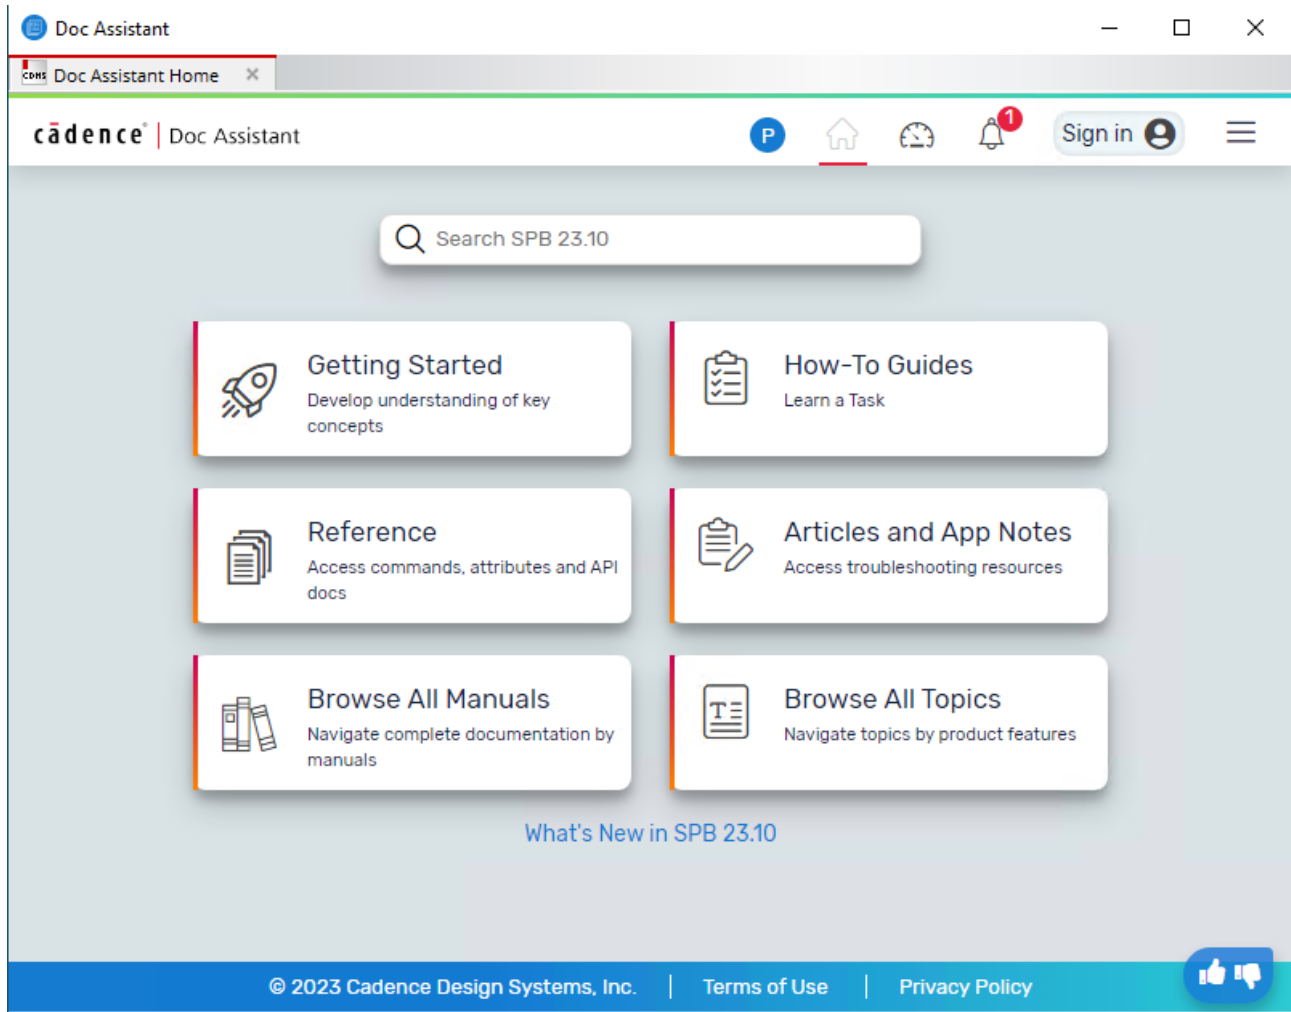 Doc Assistant
CDNS Doc Assistant Home
cādence® | Doc Assistant
P
1
Sign in
Search SPB 23.10
Getting Started
Develop understanding of key
concepts
How-To Guides
Learn a Task
Reference
Access commands, attributes and API
docs
Articles and App Notes
Access troubleshooting resources
Browse All Manuals
Navigate complete documentation by
manuals
Browse All Topics
Navigate topics by product features
What's New in SPB 23.10
© 2023 Cadence Design Systems, Inc. | Terms of Use | Privacy Policy